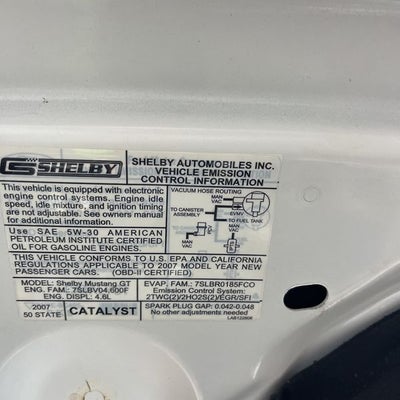 GS SHELBY
SHELBY AUTOMOBILES INC.
VEHICLE EMISSION
CONTROL INFORMATION
This vehicle is equipped with electronic
engine control systems. Engine idle
speed, idle mixture, and ignition timing
are not adjustable. See owners manual
for additional information.
Use SAE 5W-30 AMERICAN
PETROLEUM INSTITUTE CERTIFIED
OIL FOR GASOLINE ENGINES.
VACUUM HOSE ROUTING
MAN
VAC
TO CANISTER
ASSEMBLY
EVMV
TO FUEL TANK
MAN
VAC
THIS VEHICLE CONFORMS TO U.S. EPA AND CALIFORNIA
REGULATIONS APPLICABLE TO 2007 MODEL YEAR NEW
PASSENGER CARS. (OBD-II CERTIFIED)
MODEL: Shelby Mustang GT
ENG. FAM.: 7SLBV04.600F
ENG. DISPL: 4.6L
EVAP. FAM.: 7SLBR0185FCO
Emission Control System:
2TWC(2)/2HO2S(2)/EGR/SFI
2007
50 STATE
CATALYST
SPARK PLUG GAP: 0.042-0.048
No other adjustments needed